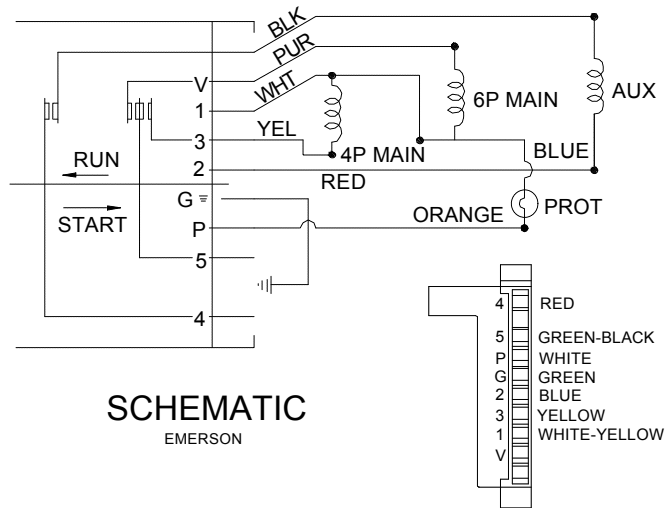 BLK
PUR
WHT
YEL
V
1
3
2
G
P
5
4
RUN
START
4P MAIN
6P MAIN
AUX
BLUE
RED
ORANGE
PROT
SCHEMATIC
EMERSON
4 RED
5 GREEN-BLACK
P WHITE
G GREEN
2 BLUE
3 YELLOW
1 WHITE-YELLOW
V